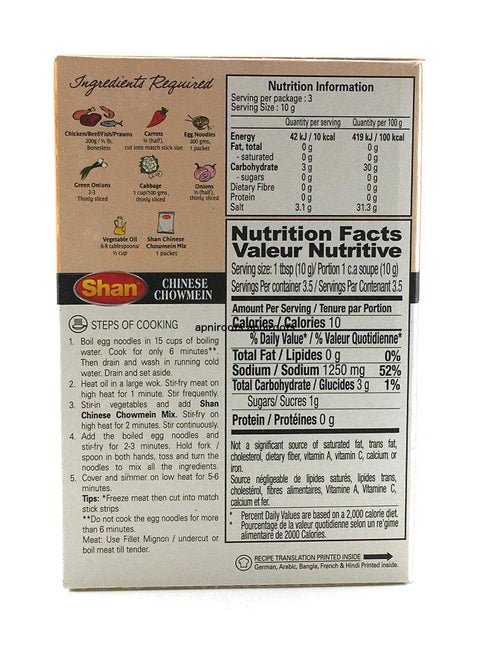 Ingredients Required
Chicken/Beef/Fish/Prawns
200g / ½ lb,
Boneless
Carrots
½ (half),
cut into match stick size
Egg Noodles
200 gms,
1 packet
Green Onions
2-3
Thinly sliced
Cabbage
1 cup/100 gms,
thinly sliced
Onions
½ (half),
thinly sliced
Vegetable Oil
6-8 tablespoons/
½ cup
Shan Chinese
Chowmein Mix
1 packet
Shan
CHINESE
CHOWMEIN
STEPS OF COOKING
1. Boil egg noodles in 15 cups of boiling
water. Cook for only 6 minutes**.
Then drain and wash in running cold
water. Drain and set aside.
2. Heat oil in a large wok. Stir-fry meat on
high heat for 1 minute. Stir frequently.
3. Stir-in vegetables and add Shan
Chinese Chowmein Mix. Stir-fry on
high heat for 2 minutes. Stir continuously.
4. Add the boiled egg noodles and
stir-fry for 2-3 minutes. Hold fork /
spoon in both hands, toss and turn the
noodles to mix all the ingredients.
5. Cover and simmer on low heat for 5-6
minutes.
Tips: *Freeze meat then cut into match
stick strips
**Do not cook the egg noodles for more
than 6 minutes.
Meat: Use Fillet Mignon / undercut or
boil meat till tender.
Nutrition Information
Serving per package : 3
Serving Size : 10 g
Quantity per serving Quantity per 100 g
Energy 42 kJ / 10 kcal 419 kJ / 100 kcal
Fat, total 0 g 0 g
- saturated 0 g 0 g
Carbohydrate 3 g 30 g
- sugars 0 g 0 g
Dietary Fibre 0 g 0 g
Protein 0 g 0 g
Salt 3.1 g 31.3 g
Nutrition Facts
Valeur Nutritive
Serving size: 1 tbsp (10 g)/ Portion 1 c.a soupe (10 g)
Servings Per container 3.5 / Servings Par Contenant 3.5
Amount Per Serving / Tenure par Portion
Calories / Calories 10
% Daily Value* / % Valeur Quotidienne*
Total Fat / Lipides 0 g 0%
Sodium / Sodium 1250 mg 52%
Total Carbohydrate / Glucides 3 g 1%
Sugars/ Sucres 1g
Protein / Protéines 0 g
Not a significant source of saturated fat, trans fat,
cholesterol, dietary fiber, vitamin A, vitamin C, calcium or
iron.
Source négligeable de lipides saturés, lipides trans,
cholestérol, fibres alimentaires, Vitamine A, Vitamine C,
calcium et fer.
* Percent Daily Values are based on a 2,000 calorie diet.
* Pourcentage de la valeur quotidienne selon un re'gime
alimentaire de 2000 Calories.
RECIPE TRANSLATION PRINTED INSIDE
German, Arabic, Bangla, French & Hindi Printed inside.